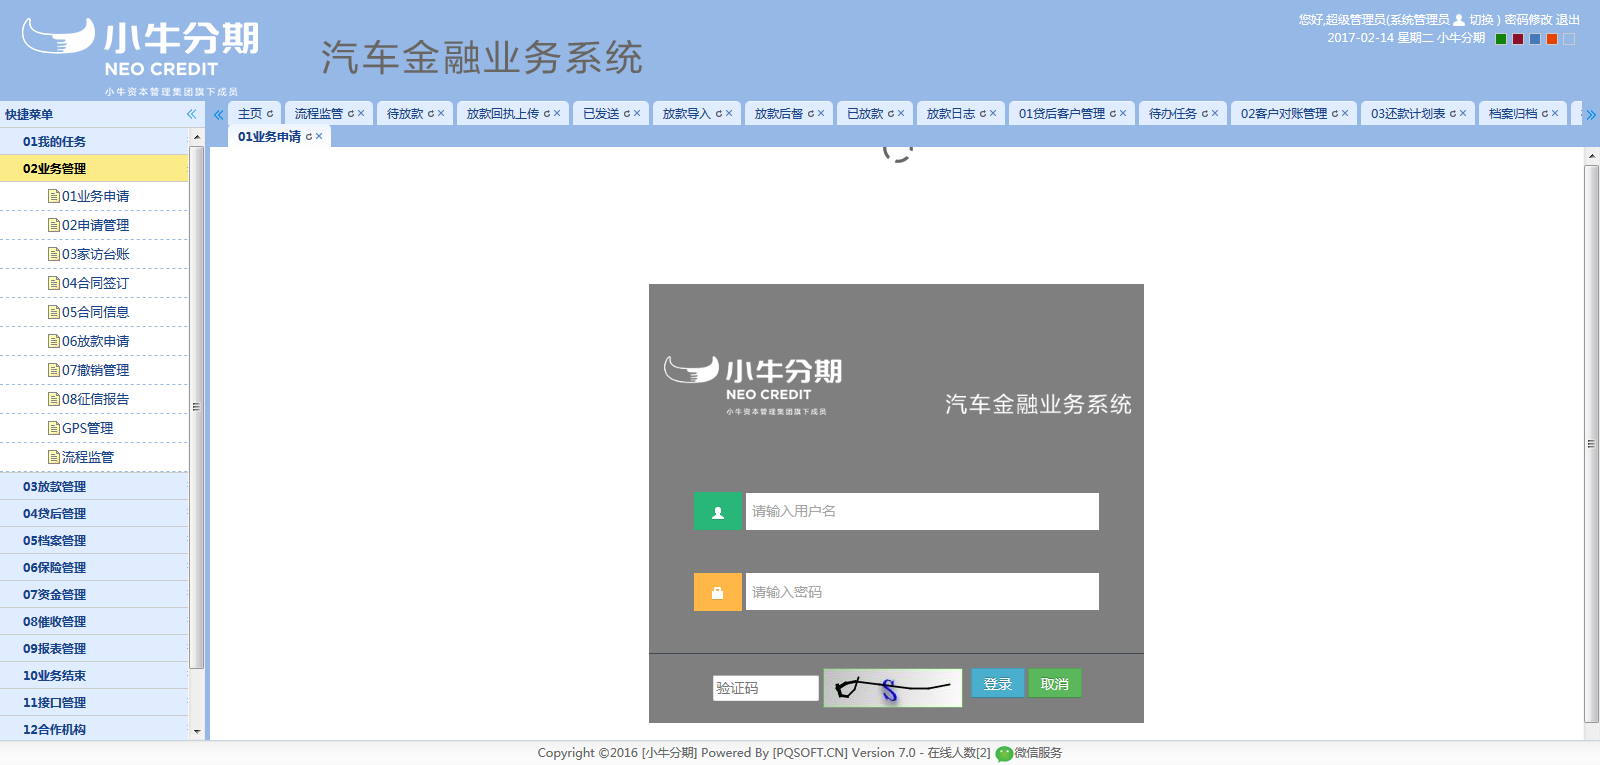 小牛分期
NEO CREDIT
小牛资本管理集团旗下成员
汽车金融业务系统
您好,超级管理员(系统管理员 切换 ) 密码修改 退出
2017-02-14 星期二 小牛分期
快捷菜单
主页 流程监管 待放款 放款回执上传 已发送 放款导入 放款后督 已放款 放款日志 01贷后客户管理 待办任务 02客户对账管理 03还款计划表 档案归档
01业务申请
01我的任务
02业务管理
01业务申请
02申请管理
03家访台账
04合同签订
05合同信息
06放款申请
07撤销管理
08征信报告
GPS管理
流程监管
03放款管理
04贷后管理
05档案管理
06保险管理
07资金管理
08催收管理
09报表管理
10业务结束
11接口管理
12合作机构
小牛分期
NEO CREDIT
小牛资本管理集团旗下成员
汽车金融业务系统
请输入用户名
请输入密码
验证码
登录
取消
Copyright ©2016 [小牛分期] Powered By [PQSOFT.CN] Version 7.0 - 在线人数[2] 微信服务